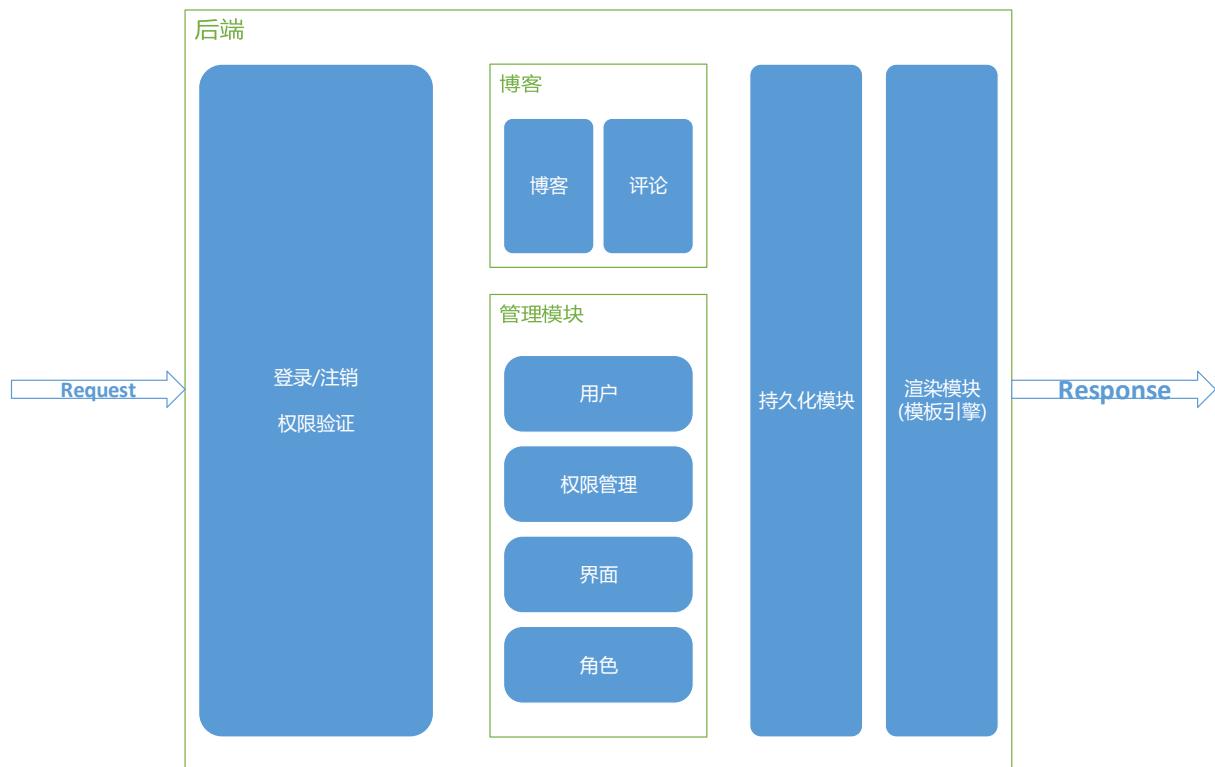 后端
博客
博客
评论
管理模块
用户
权限管理
界面
角色
Request
登录/注销
权限验证
持久化模块
渲染模块
(模板引擎)
Response